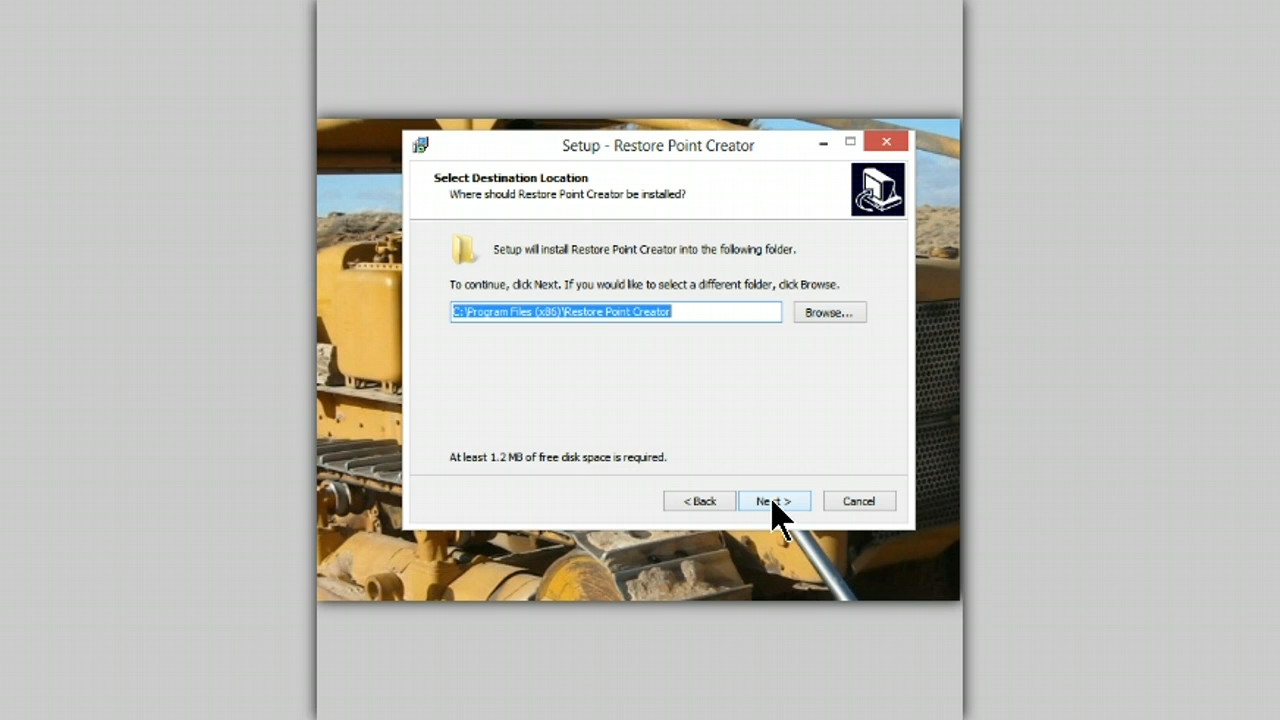 Setup - Restore Point Creator
Select Destination Location
Where should Restore Point Creator be installed?
Setup will install Restore Point Creator into the following folder.
To continue, click Next. If you would like to select a different folder, click Browse.
C:\Program Files (x86)\Restore Point Creator
Browse...
At least 1.2 MB of free disk space is required.
< Back
Next >
Cancel